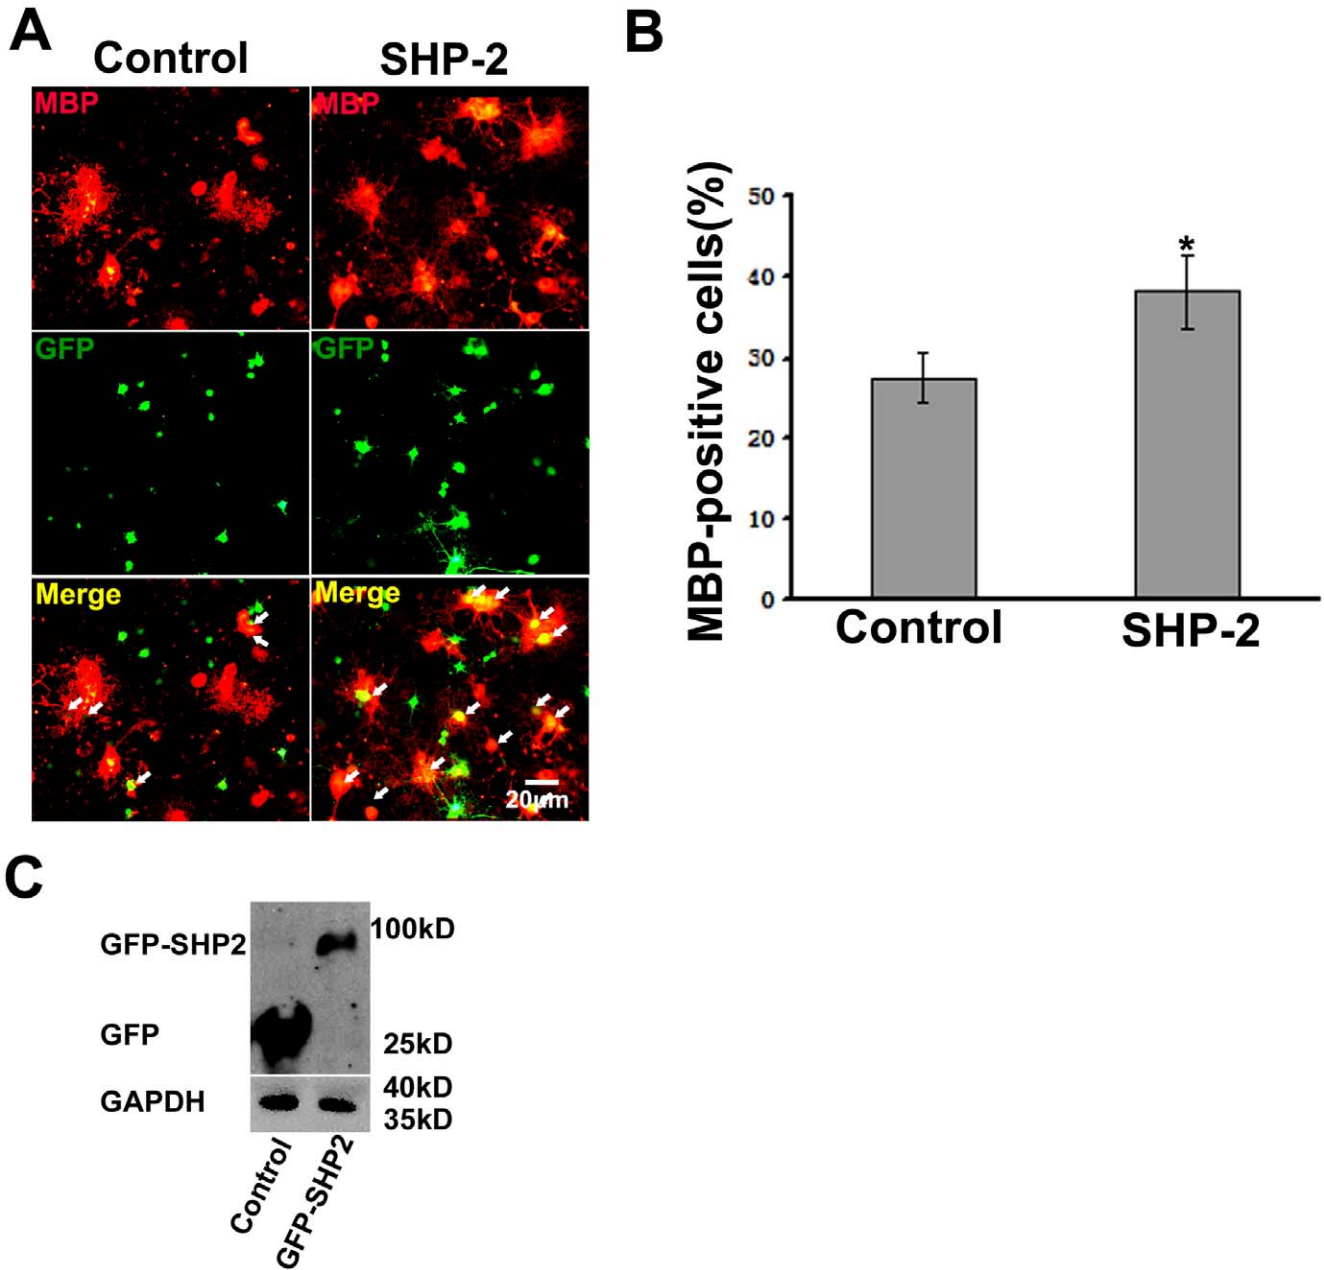 A
Control
SHP-2
MBP
MBP
GFP
GFP
Merge
Merge
20μm
B
MBP-positive cells(%)
50
40
30
20
10
0
*
Control
SHP-2
C
GFP-SHP2
100kD
GFP
25kD
GAPDH
40kD
35kD
Control
GFP-SHP2